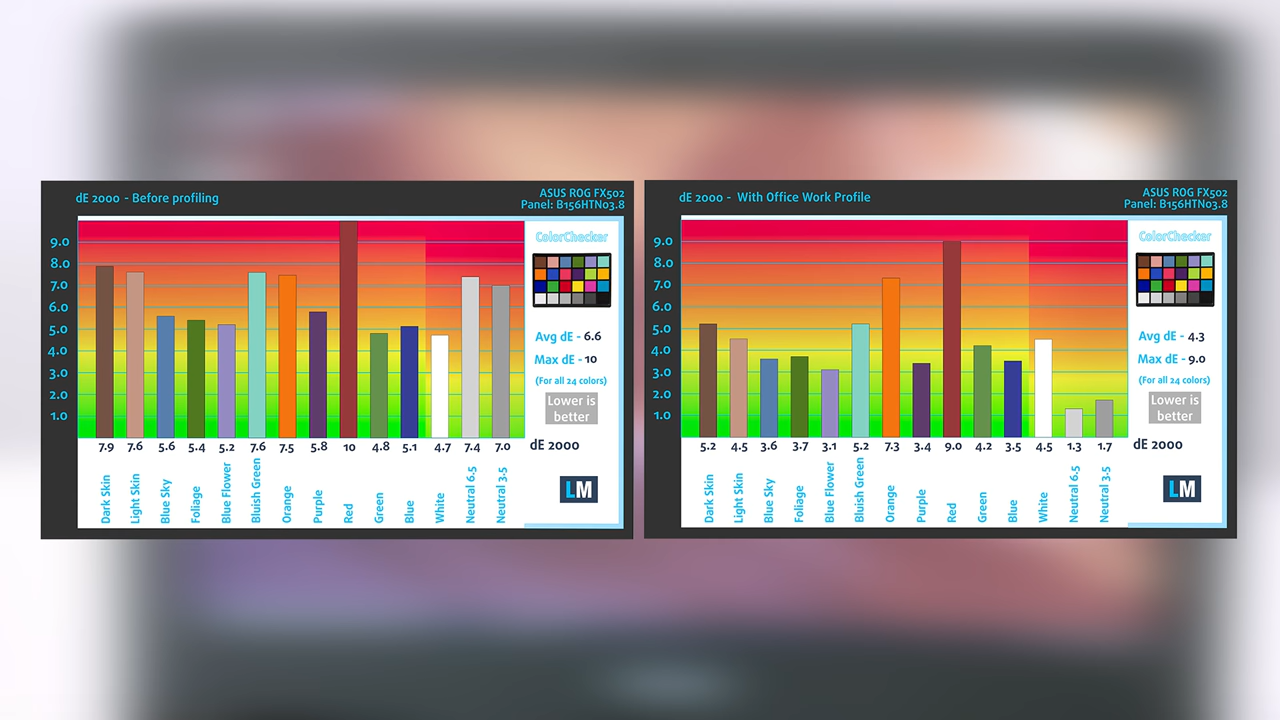 dE 2000 - Before profiling
ASUS ROG FX502
Panel: B156HTN03.8
9.0
8.0
7.0
6.0
5.0
4.0
3.0
2.0
1.0
ColorChecker
Avg dE - 6.6
Max dE - 10
(For all 24 colors)
Lower is
better
7.9 7.6 5.6 5.4 5.2 7.6 7.5 5.8 10 4.8 5.1 4.7 7.4 7.0 dE 2000
Dark Skin
Light Skin
Blue Sky
Foliage
Blue Flower
Bluish Green
Orange
Purple
Red
Green
Blue
White
Neutral 6.5
Neutral 3.5
LM
dE 2000 - With Office Work Profile
ASUS ROG FX502
Panel: B156HTN03.8
9.0
8.0
7.0
6.0
5.0
4.0
3.0
2.0
1.0
ColorChecker
Avg dE - 4.3
Max dE - 9.0
(For all 24 colors)
Lower is
better
5.2 4.5 3.6 3.7 3.1 5.2 7.3 3.4 9.0 4.2 3.5 4.5 1.3 1.7 dE 2000
Dark Skin
Light Skin
Blue Sky
Foliage
Blue Flower
Bluish Green
Orange
Purple
Red
Green
Blue
White
Neutral 6.5
Neutral 3.5
LM